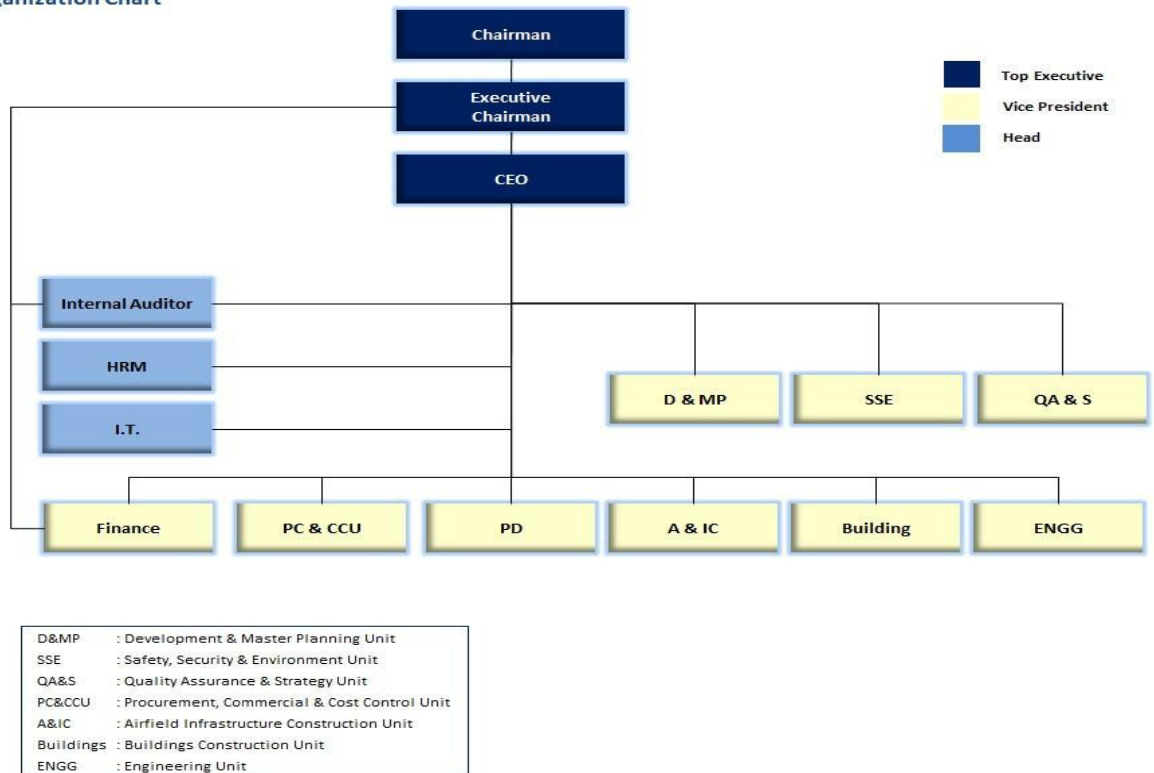 Chairman
Executive
Chairman
CEO
Top Executive
Vice President
Head
Internal Auditor
HRM
I.T.
D & MP
SSE
QA & S
Finance
PC & CCU
PD
A & IC
Building
ENGG
D&MP : Development & Master Planning Unit
SSE : Safety, Security & Environment Unit
QA&S : Quality Assurance & Strategy Unit
PC&CCU : Procurement, Commercial & Cost Control Unit
A&IC : Airfield Infrastructure Construction Unit
Buildings : Buildings Construction Unit
ENGG : Engineering Unit